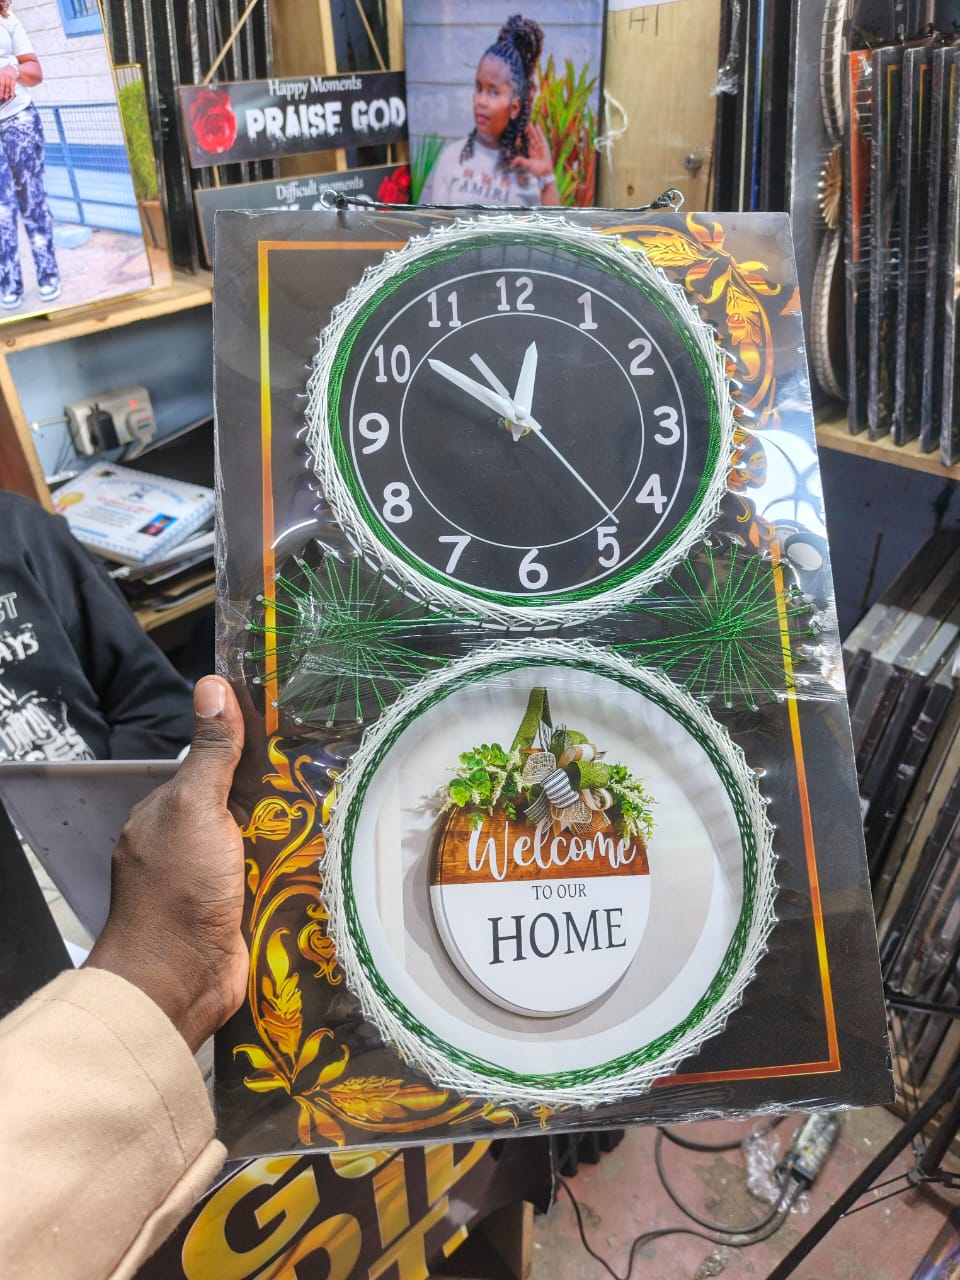 Happy Moments
PRAISE GOD
Difficult moments
AMIRI
12
1
2
3
4
5
6
7
8
9
10
11
Welcome
TO OUR
HOME